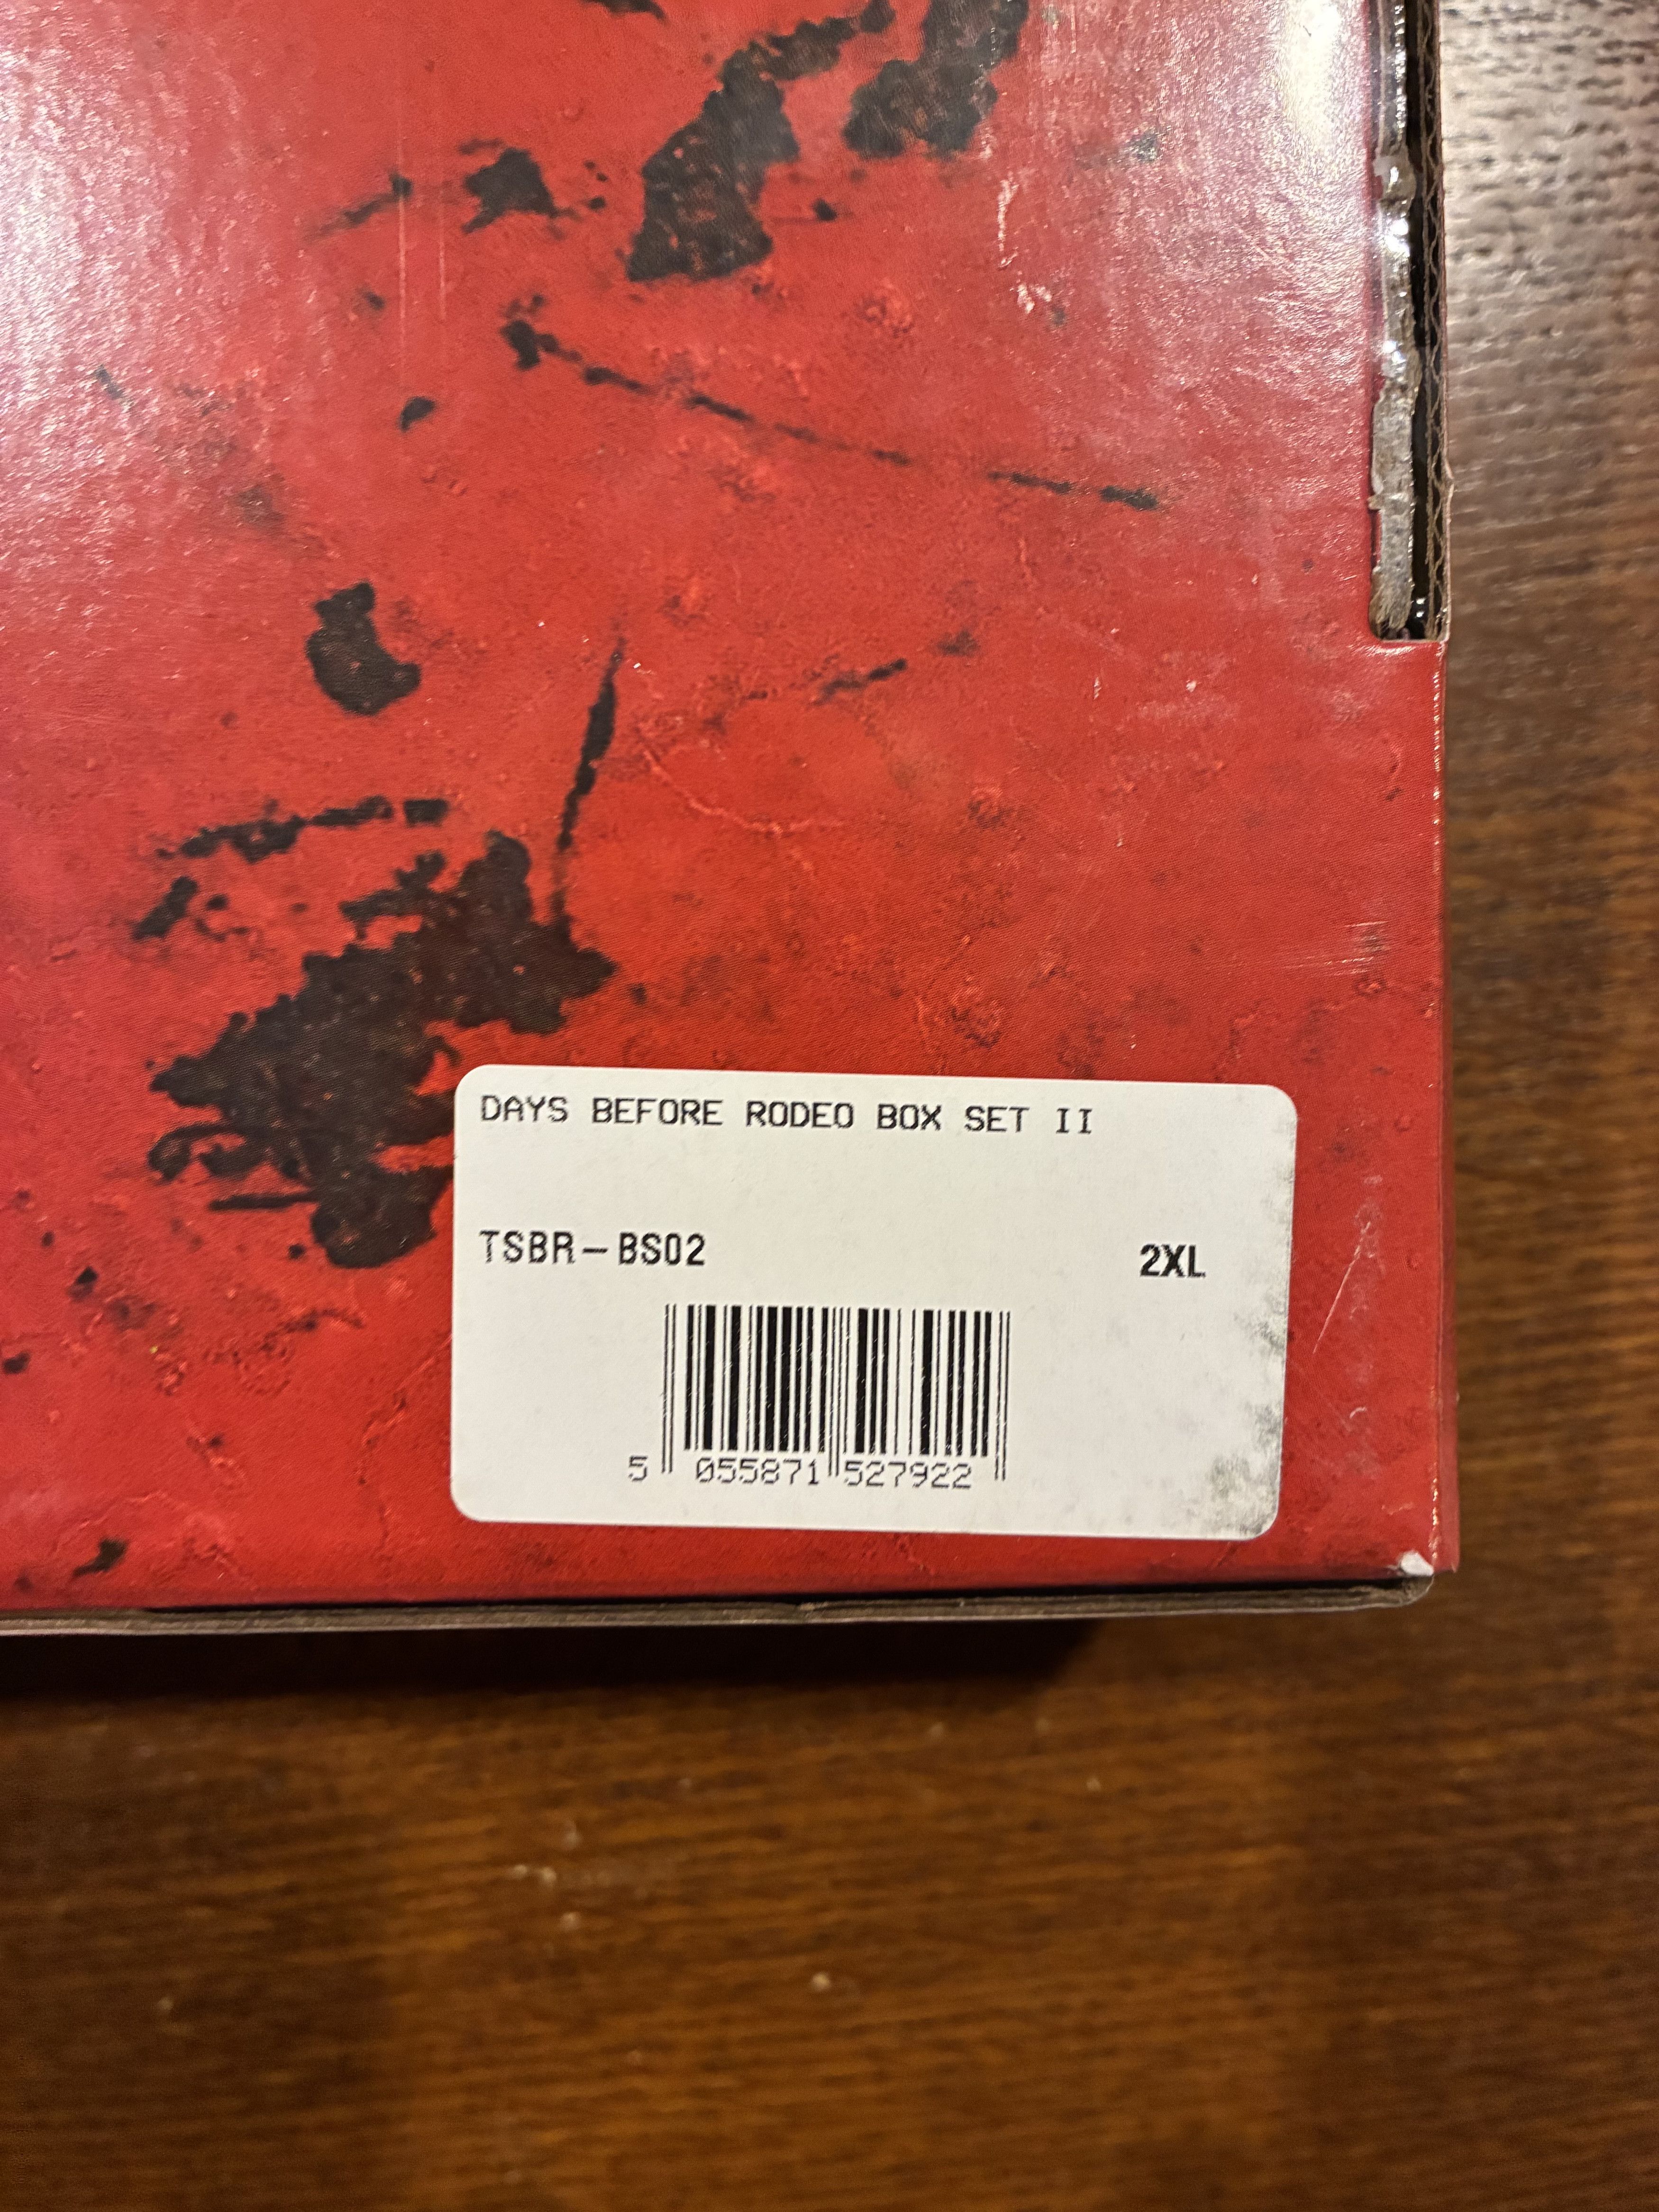 DAYS BEFORE RODEO BOX SET II
TSBR-BS02 2XL
5 055871 527922